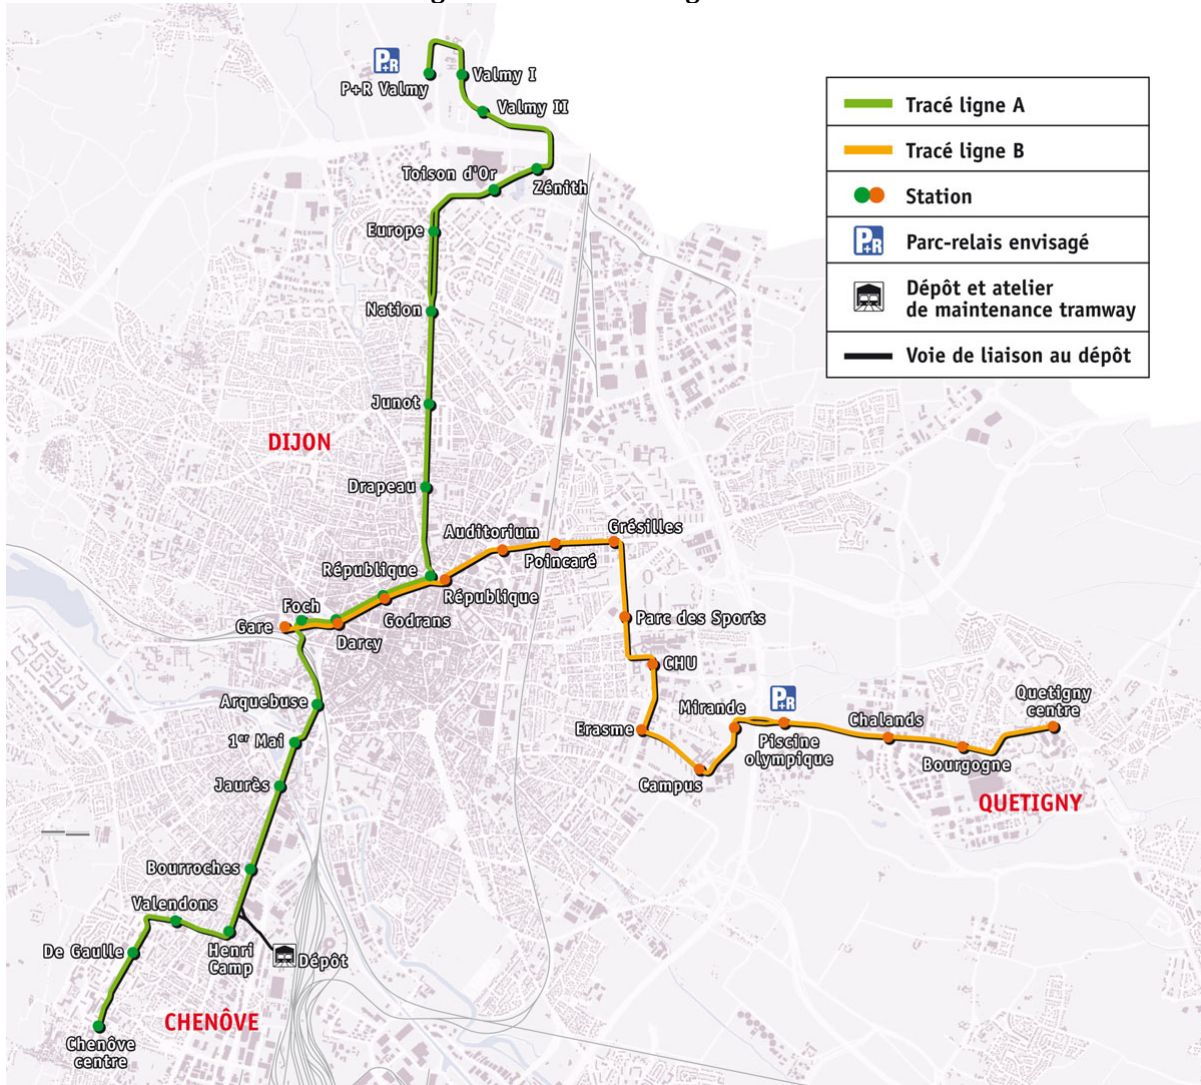 P+R
P+R Valmy
Valmy I
Valmy II
Toison d'Or
Zénith
Europe
Nation
Junot
DIJON
Drapeau
Auditorium
Grésilles
Poincaré
République
République
Foch
Godrans
Gare
Darcy
Parc des Sports
CHU
P+R
Arquebuse
Mirande
Quetigny
centre
Chalands
Erasme
1er Mai
Piscine
olympique
Bourgogne
Jaurès
Campus
QUETIGNY
Bourroches
Valendons
De Gaulle
Henri
Camp
Dépôt
CHENÔVE
Chenôve
centre
Tracé ligne A
Tracé ligne B
Station
P+R
Parc-relais envisagé
Dépôt et atelier
de maintenance tramway
Voie de liaison au dépôt